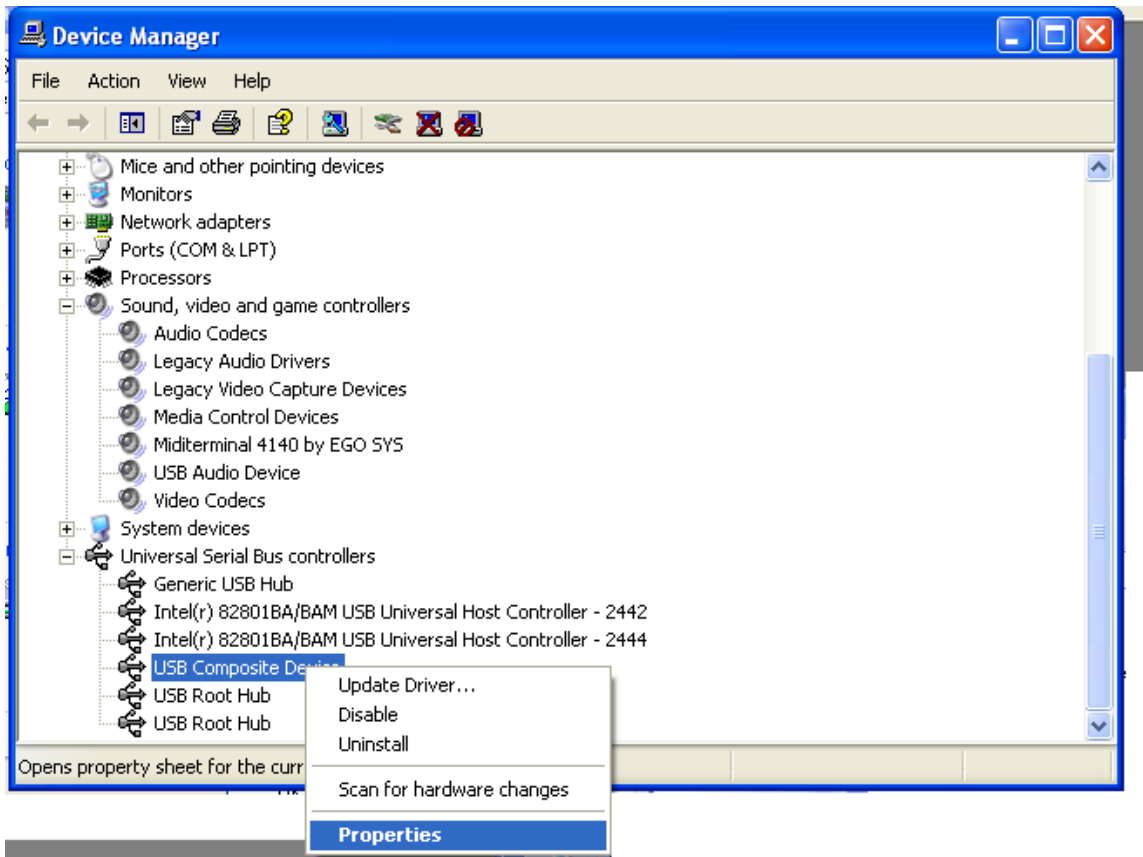 Device Manager
File Action View Help
Mice and other pointing devices
Monitors
Network adapters
Ports (COM & LPT)
Processors
Sound, video and game controllers
Audio Codecs
Legacy Audio Drivers
Legacy Video Capture Devices
Media Control Devices
Miditerminal 4140 by EGO SYS
USB Audio Device
Video Codecs
System devices
Universal Serial Bus controllers
Generic USB Hub
Intel(r) 82801BA/BAM USB Universal Host Controller - 2442
Intel(r) 82801BA/BAM USB Universal Host Controller - 2444
USB Composite
USB Root Hub
USB Root Hub
Update Driver...
Disable
Uninstall
Scan for hardware changes
Properties
Opens property sheet for the curr